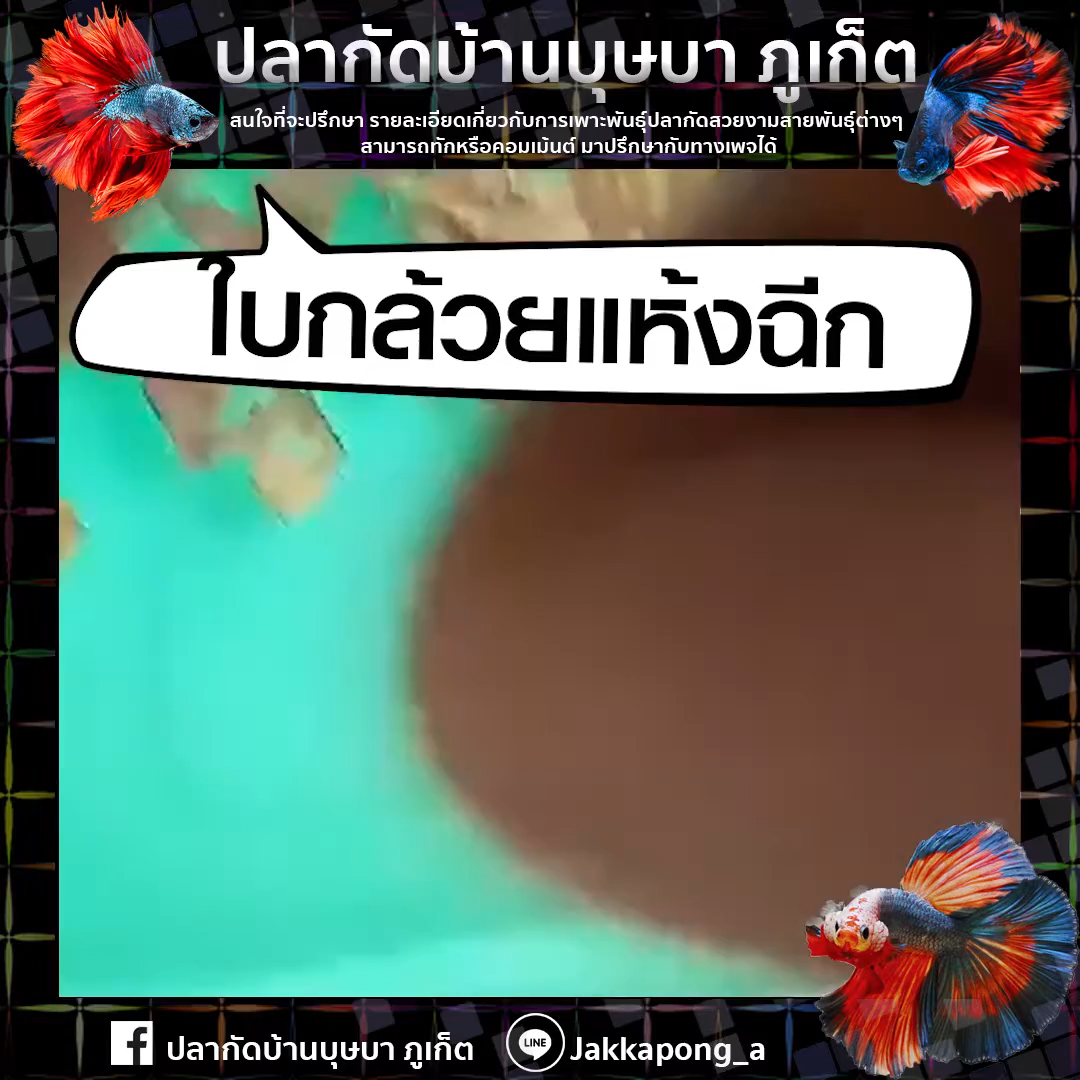 ปลากัดบ้านบุษบา ภูเก็ต
สนใจที่จะปรึกษา รายละเอียดเกี่ยวกับการเพาะพันธุ์ปลากัดสวยงามสายพันธุ์ต่างๆ
สามารถทักหรือคอมเม้นต์ มาปรึกษากับทางเพจได้
ใบกล้วยแห้งฉีก
ปลากัดบ้านบุษบา ภูเก็ต
LINE
Jakkapong_a